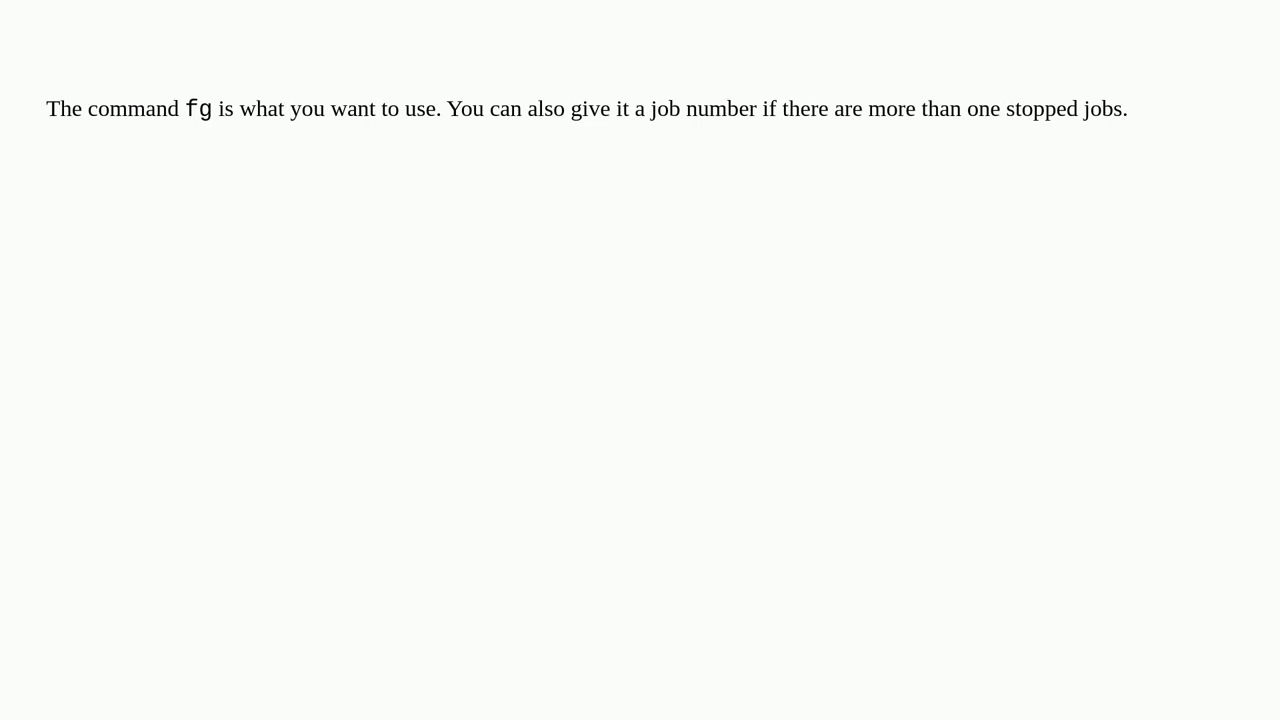 The command fg is what you want to use. You can also give it a job number if there are more than one stopped jobs.